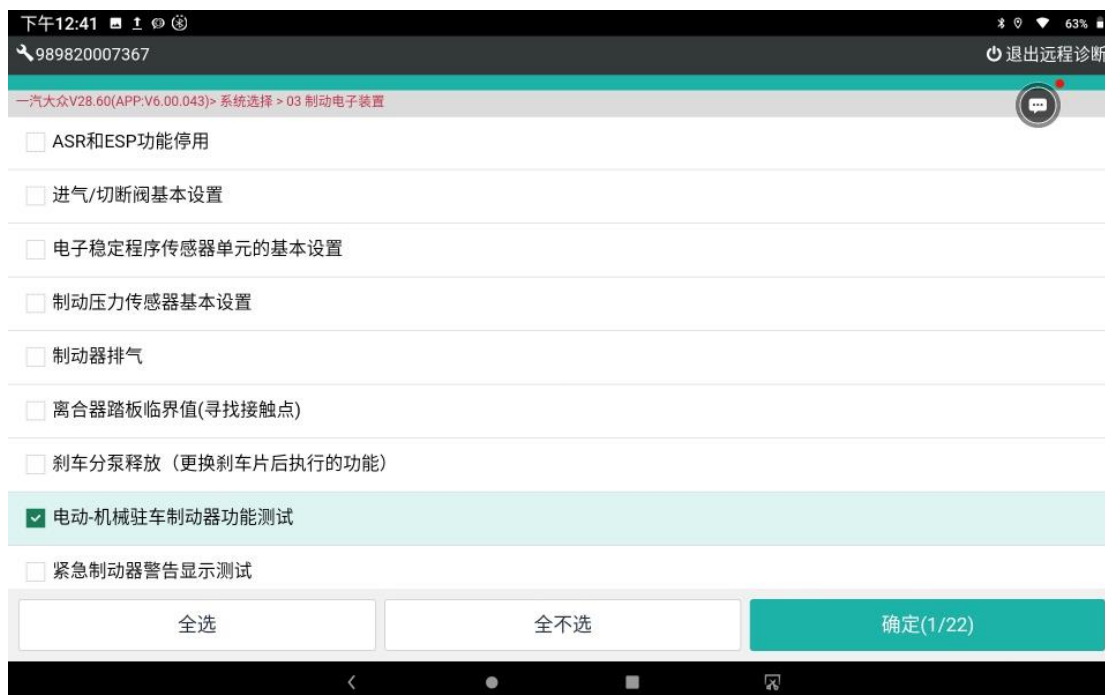 下午12:41
63%
989820007367
退出远程诊断
一汽大众V28.60(APP:V6.00.043)> 系统选择 > 03 制动电子装置
ASR和ESP功能停用
进气/切断阀基本设置
电子稳定程序传感器单元的基本设置
制动压力传感器基本设置
制动器排气
离合器踏板临界值(寻找接触点)
刹车分泵释放（更换刹车片后执行的功能）
电动-机械驻车制动器功能测试
紧急制动器警告显示测试
全选
全不选
确定(1/22)